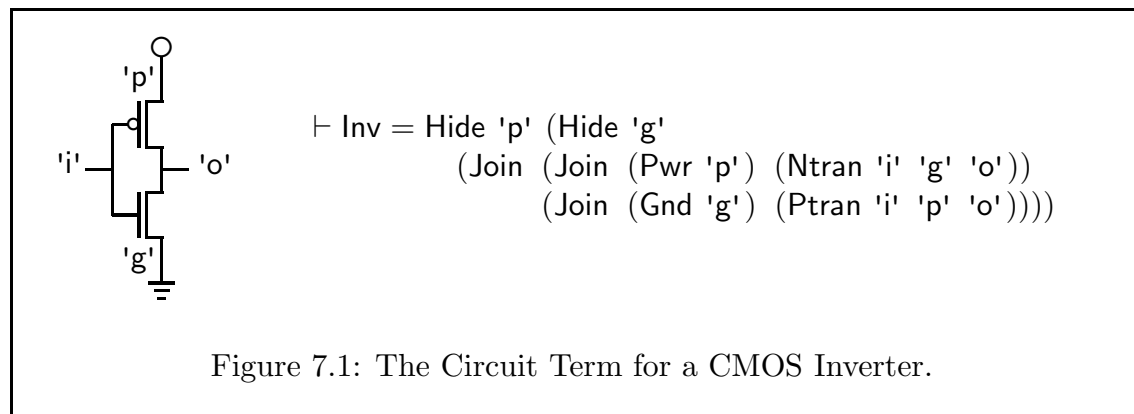 'p'
'i'
'o'
'g'
⊢ Inv = Hide 'p' (Hide 'g'
(Join (Join (Pwr 'p') (Ntran 'i' 'g' 'o'))
(Join (Gnd 'g') (Ptran 'i' 'p' 'o'))))
Figure 7.1: The Circuit Term for a CMOS Inverter.